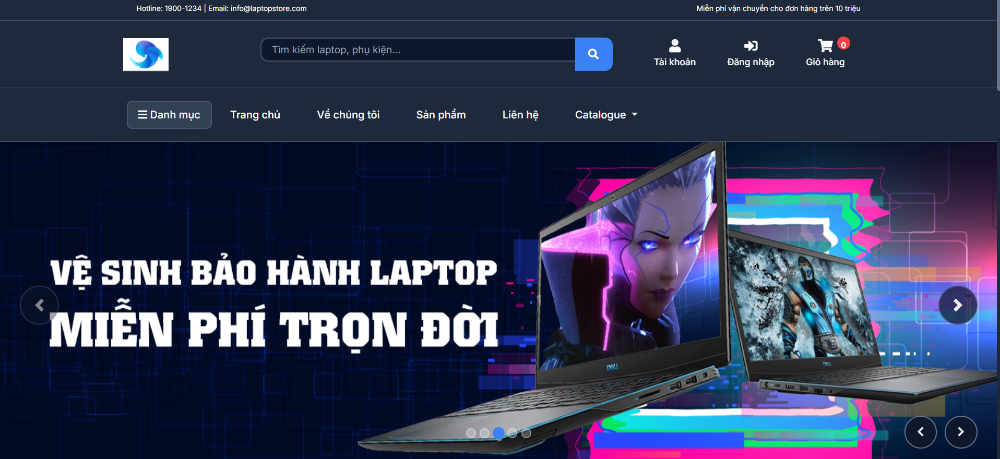 Hotline: 1900-1234 | Email: info@laptopstore.com
Miễn phí vận chuyển cho đơn hàng trên 10 triệu
Tìm kiếm laptop, phụ kiện...
Tài khoản
Đăng nhập
0
Giỏ hàng
Danh mục
Trang chủ
Về chúng tôi
Sản phẩm
Liên hệ
Catalogue
VỆ SINH BẢO HÀNH LAPTOP
MIỄN PHÍ TRỌN ĐỜI
DELL
DELL